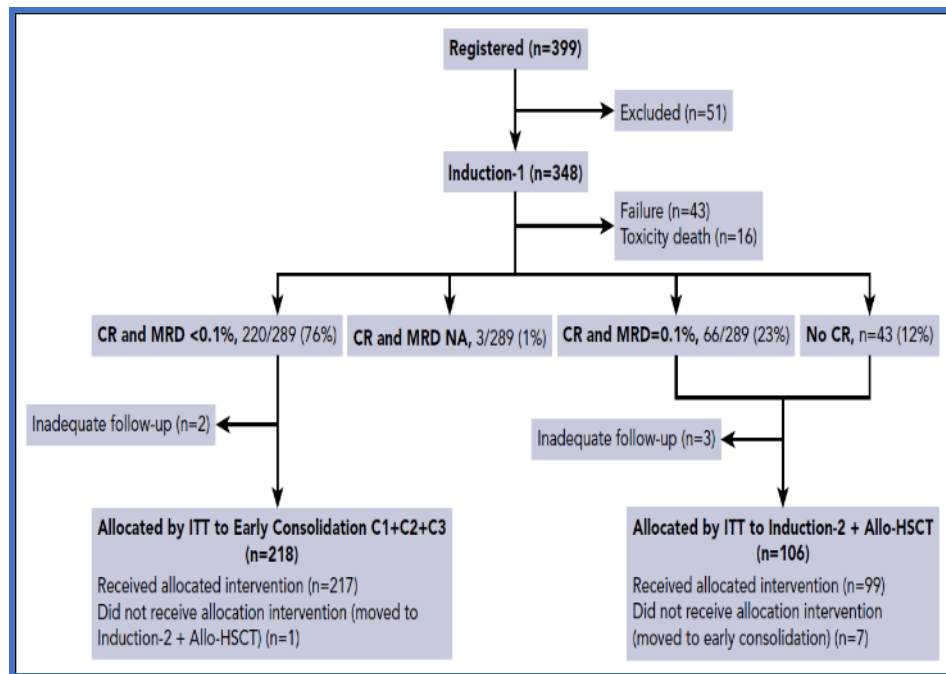 Registered (n=399)
Excluded (n=51)
Induction-1 (n=348)
Failure (n=43)
Toxicity death (n=16)
CR and MRD <0.1%, 220/289 (76%)
CR and MRD NA, 3/289 (1%)
CR and MRD=0.1%, 66/289 (23%)
No CR, n=43 (12%)
Inadequate follow-up (n=2)
Inadequate follow-up (n=3)
Allocated by ITT to Early Consolidation C1+C2+C3
(n=218)
Received allocated intervention (n=217)
Did not receive allocation intervention (moved to
Induction-2 + Allo-HSCT) (n=1)
Allocated by ITT to Induction-2 + Allo-HSCT
(n=106)
Received allocated intervention (n=99)
Did not receive allocation intervention
(moved to early consolidation) (n=7)